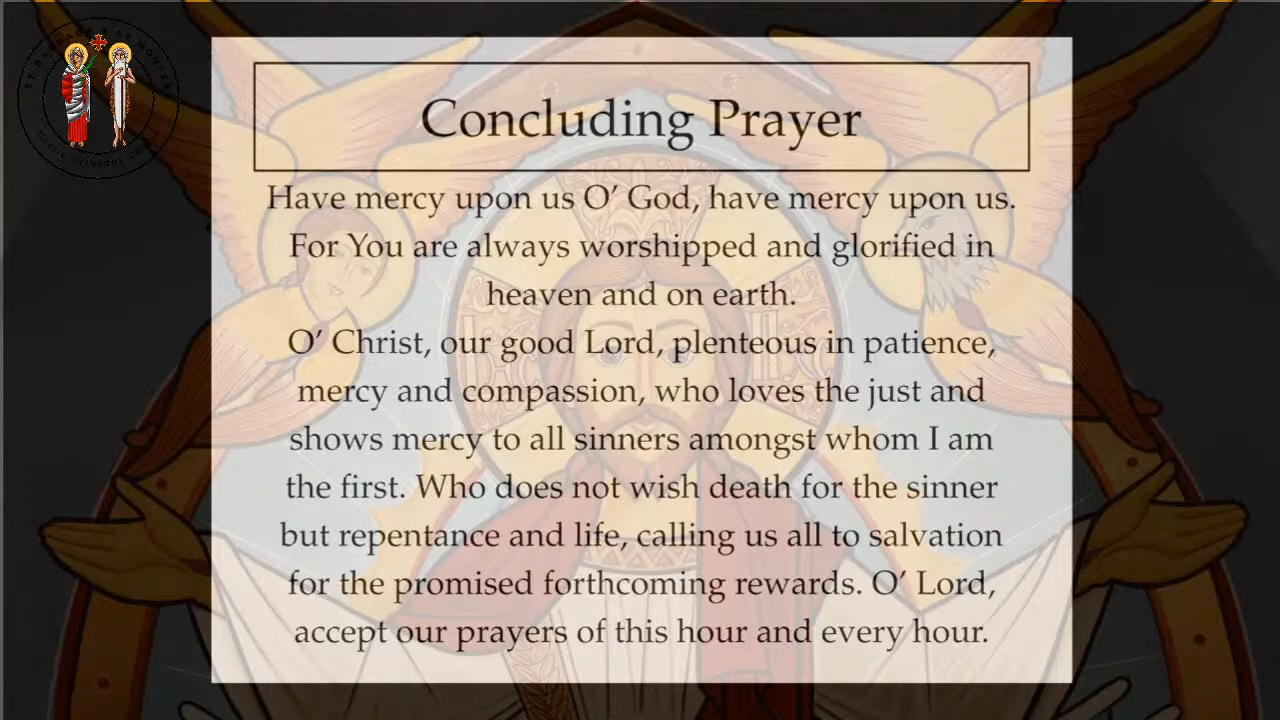 Concluding Prayer
Have mercy upon us O’ God, have mercy upon us.
For You are always worshipped and glorified in
heaven and on earth.
O’ Christ, our good Lord, plenteous in patience,
mercy and compassion, who loves the just and
shows mercy to all sinners amongst whom I am
the first. Who does not wish death for the sinner
but repentance and life, calling us all to salvation
for the promised forthcoming rewards. O’ Lord,
accept our prayers of this hour and every hour.